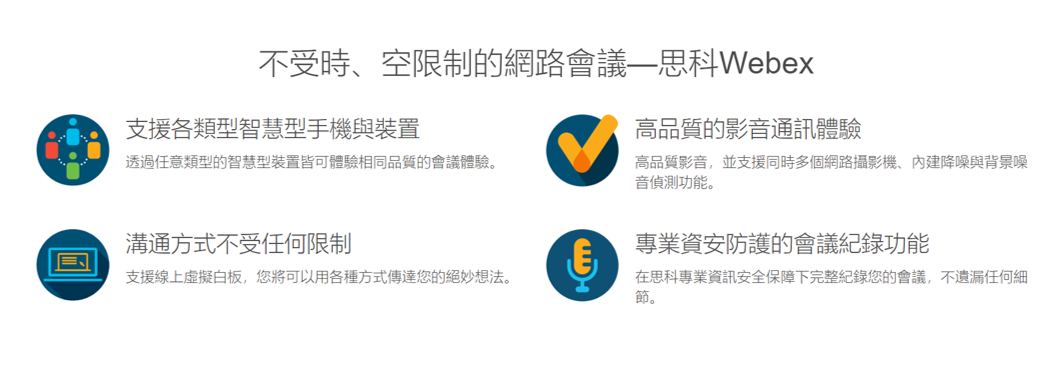 不受時、空限制的網路會議—思科Webex
支援各類型智慧型手機與裝置
透過任意類型的智慧型裝置皆可體驗相同品質的會議體驗。
高品質的影音通訊體驗
高品質影音，並支援同時多個網路攝影機、內建降噪與背景噪
音偵測功能。
溝通方式不受任何限制
支援線上虛擬白板，您將可以用各種方式傳達您的絕妙想法。
專業資安防護的會議紀錄功能
在思科專業資訊安全保障下完整紀錄您的會議，不遺漏任何細
節。